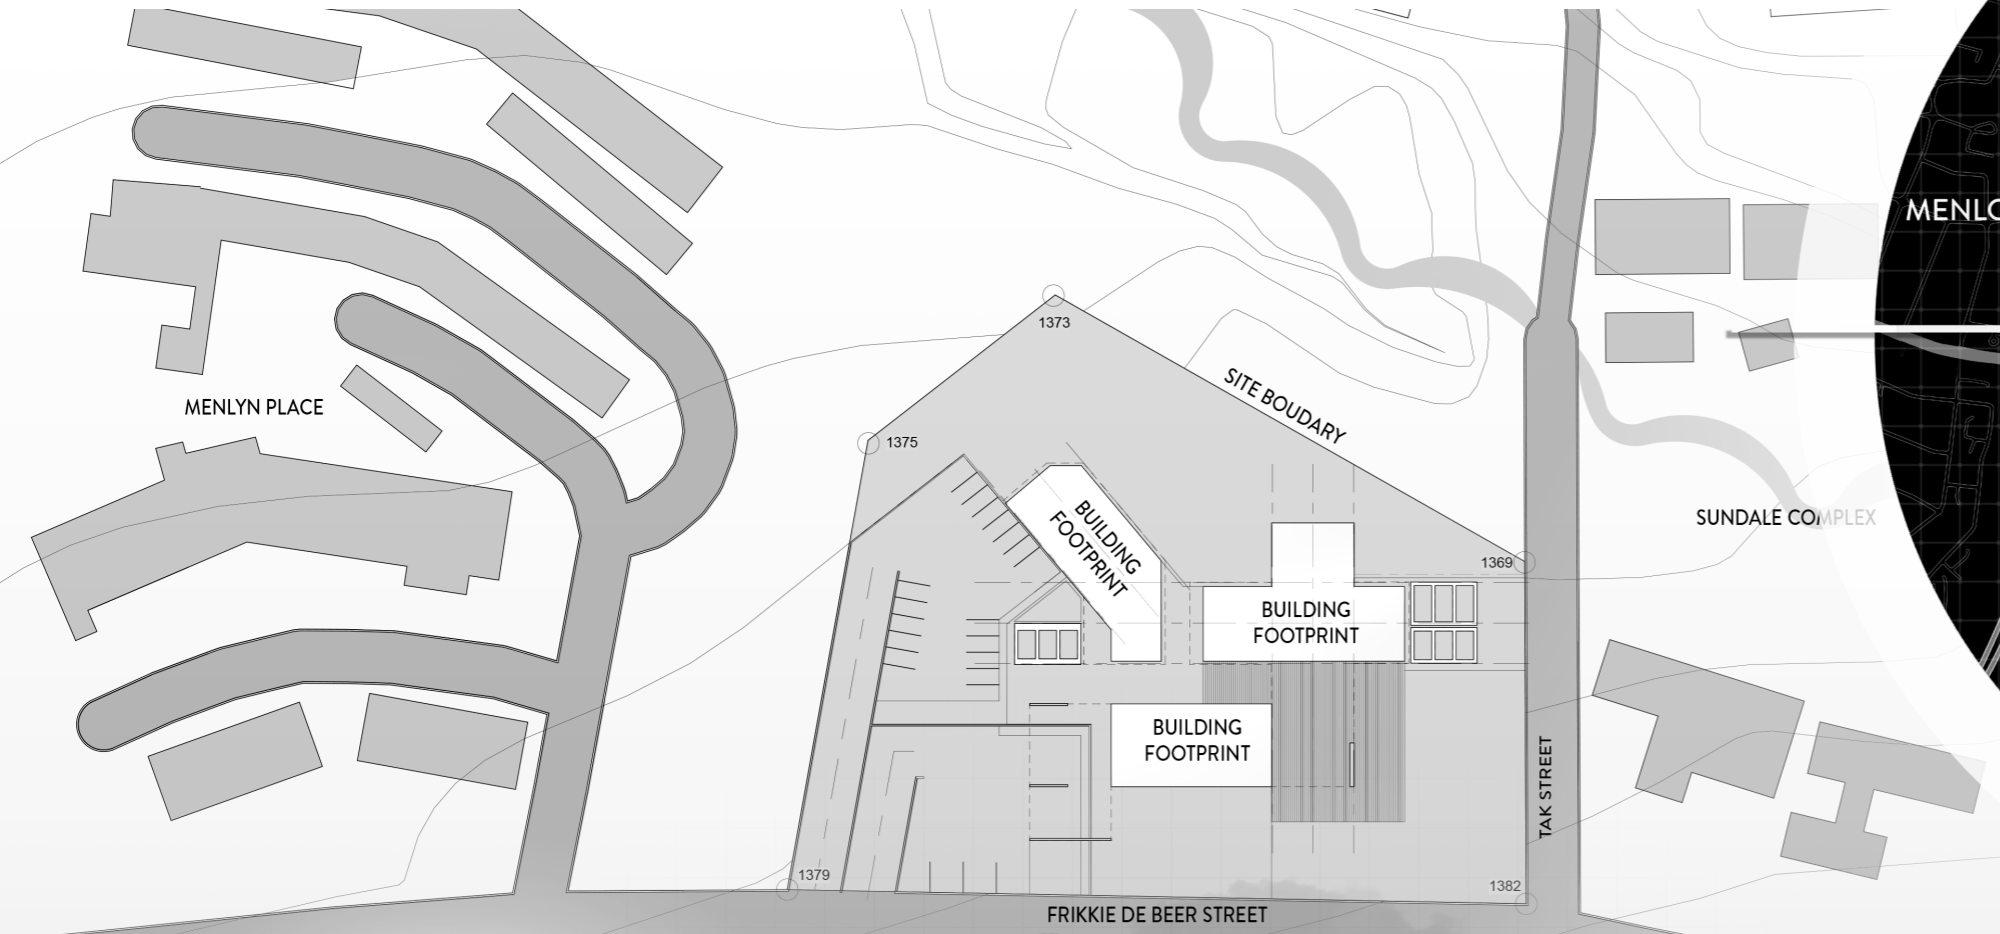 MENLO
1373
SITE BOUDARY
MENLYN PLACE
1375
SUNDALE COMPLEX
BUILDING
FOOTPRINT
1369
BUILDING
FOOTPRINT
BUILDING
FOOTPRINT
TAK STREET
1379
1382
FRIKKIE DE BEER STREET